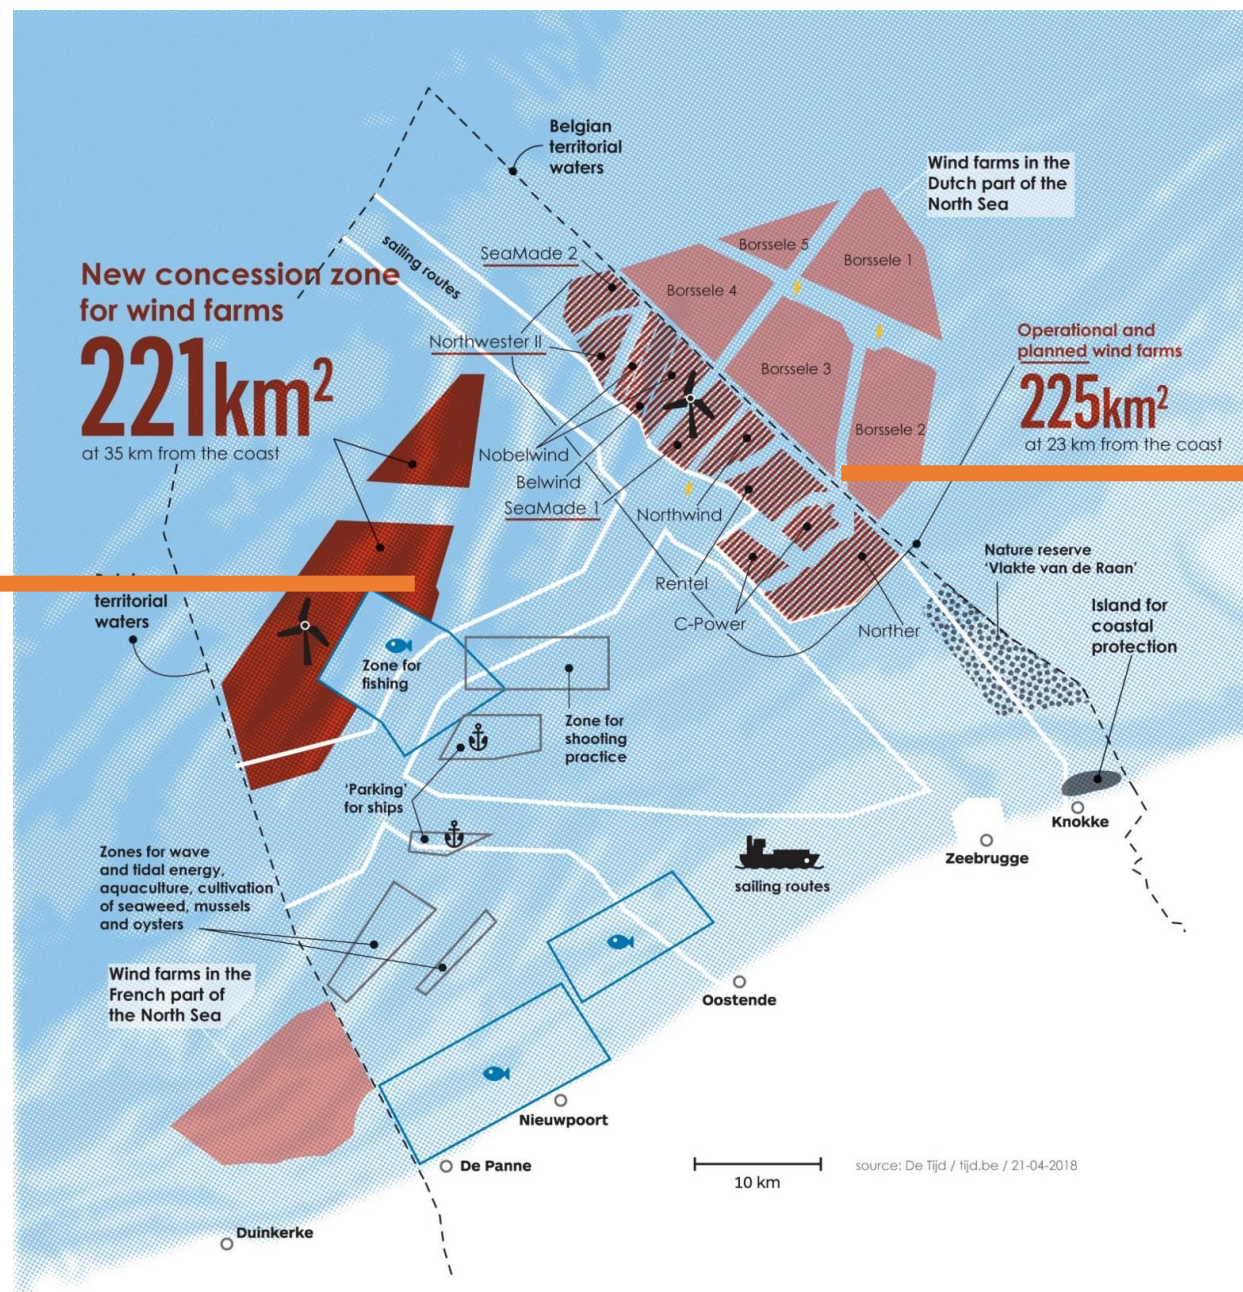 Belgian
territorial
waters
Wind farms in the
Dutch part of the
North Sea
sailing routes
SeaMade 2
Borssele 5
Borssele 1
Borssele 4
New concession zone
for wind farms
221km²
at 35 km from the coast
Northwester II
Operational and
planned wind farms
225km²
at 23 km from the coast
Borssele 3
Borssele 2
Nobelwind
Belwind
SeaMade 1
Northwind
Nature reserve
'Vlakte van de Raan'
Rentel
C-Power
Norther
Island for
coastal
protection
territorial
waters
Zone for
fishing
Zone for
shooting
practice
'Parking'
for ships
Knokke
Zeebrugge
sailing routes
Zones for wave
and tidal energy,
aquaculture, cultivation
of seaweed, mussels
and oysters
Wind farms in the
French part of
the North Sea
Oostende
Nieuwpoort
De Panne
10 km
source: De Tijd / tijd.be / 21-04-2018
Duinkerke